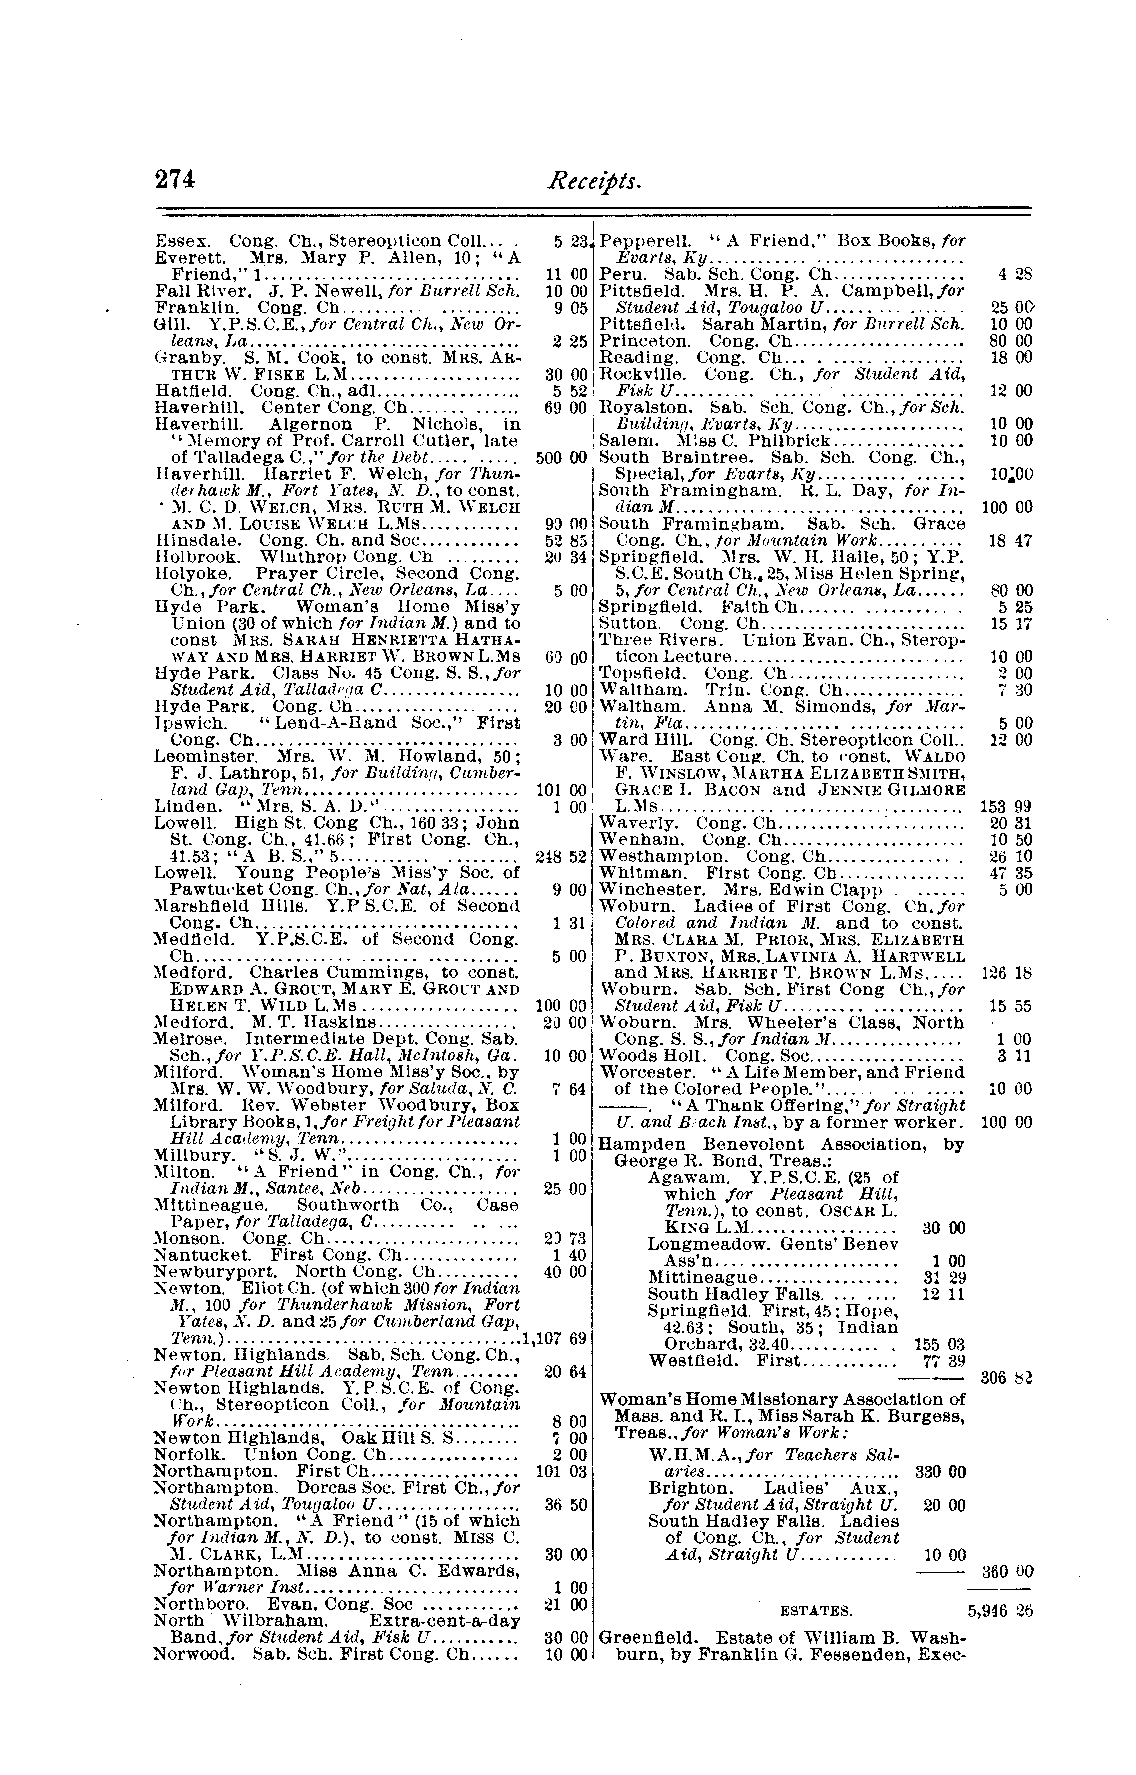 274
Receipts.
Essex. Cong. Ch., Stereopticon Coll... . 5 23
Everett. Mrs. Mary P. Allen, 10; "A
Friend," 1............................... 11 00
Fall River. J. P. Newell, for Burrell Sch. 10 00
Franklin. Cong. Ch.................... 9 05
Gill. Y.P.S.C.E., for Central Ch., New Or-
leans, La................................ 2 25
Granby. S. M. Cook, to const. MRS. AR-
THUR W. FISKE L.M..................... 30 00
Hatfield. Cong. Ch., adl................. 5 52
Haverhill. Center Cong. Ch............. 69 00
Haverhill. Algernon P. Nichols, in
"Memory of Prof. Carroll Cutler, late
of Talladega C.," for the Debt........... 500 00
Haverhill. Harriet F. Welch, for Thun-
derhawk M., Fort Yates, N. D., to const.
M. C. D. WELCH, MRS. RUTH M. WELCH
AND M. LOUISE WELCH L.MS............ 90 00
Hinsdale. Cong. Ch. and Soc............ 52 85
Holbrook. Winthrop Cong. Ch ......... 20 34
Holyoke. Prayer Circle, Second Cong.
Ch., for Central Ch., New Orleans, La.... 5 00
Hyde Park. Woman's Home Miss'y
Union (30 of which for Indian M.) and to
const MRS. SARAH HENRIETTA HATHA-
WAY AND MRS. HARRIET W. BROWN L.MS 60 00
Hyde Park. Class No. 45 Cong. S. S., for
Student Aid, Talladega C................. 10 00
Hyde Park. Cong. Ch.................... 20 00
Ipswich. "Lend-A-Hand Soc.," First
Cong. Ch................................ 3 00
Leominster. Mrs. W. M. Howland, 50;
F. J. Lathrop, 51, for Building, Cumber-
land Gap, Tenn.......................... 101 00
Linden. "Mrs. S. A. D."................. 1 00
Lowell. High St. Cong Ch., 160 33; John
St. Cong. Ch., 41.66; First Cong. Ch.,
41.53; "A B. S.," 5...................... 248 52
Lowell. Young People's Miss'y Soc. of
Pawtucket Cong. Ch., for Nat, Ala...... 9 00
Marshfield Hills. Y.P S.C.E. of Second
Cong. Ch................................ 1 31
Medfield. Y.P.S.C.E. of Second Cong.
Ch....................................... 5 00
Medford. Charles Cummings, to const.
EDWARD A. GROUT, MARY E. GROUT AND
HELEN T. WILD L.MS................... 100 00
Medford. M. T. Haskins................. 20 00
Melrose. Intermediate Dept. Cong. Sab.
Sch., for Y.P.S.C.E. Hall, McIntosh, Ga. 10 00
Milford. Woman's Home Miss'y Soc., by
Mrs. W. W. Woodbury, for Saluda, N. C. 7 64
Milford. Rev. Webster Woodbury, Box
Library Books, 1, for Freight for Pleasant
Hill Academy, Tenn...................... 1 00
Millbury. "S. J. W."..................... 1 00
Milton. "A Friend" in Cong. Ch., for
Indian M., Santee, Neb................... 25 00
Mittineague. Southworth Co., Case
Paper, for Talladega, C.......... .. ...
Monson. Cong. Ch....................... 20 73
Nantucket. First Cong. Ch.............. 1 40
Newburyport. North Cong. Ch.......... 40 00
Newton. Eliot Ch. (of which 300 for Indian
M., 100 for Thunderhawk Mission, Fort
Yates, N. D. and 25 for Cumberland Gap,
Tenn.)....................................1,107 69
Newton. Highlands. Sab. Sch. Cong. Ch.,
for Pleasant Hill Academy, Tenn........ 20 64
Newton Highlands. Y.P.S.C.E. of Cong.
Ch., Stereopticon Coll., for Mountain
Work..................................... 8 00
Newton Highlands, Oak Hill S. S........ 7 00
Norfolk. Union Cong. Ch................ 2 00
Northampton. First Ch.................. 101 03
Northampton. Dorcas Soc. First Ch., for
Student Aid, Tougaloo U................. 36 50
Northampton. "A Friend" (15 of which
for Indian M., N. D.), to const. MISS C.
M. CLARK, L.M.......................... 30 00
Northampton. Miss Anna C. Edwards,
for Warner Inst.......................... 1 00
Northboro. Evan. Cong. Soc ............ 21 00
North Wilbraham. Extra-cent-a-day
Band, for Student Aid, Fisk U........... 30 00
Norwood. Sab. Sch. First Cong. Ch...... 10 00
Pepperell. "A Friend," Box Books, for
Evarts, Ky................................
Peru. Sab. Sch. Cong. Ch................ 4 28
Pittsfield. Mrs. H. P. A. Campbell, for
Student Aid, Tougaloo U................. 25 00
Pittsfield. Sarah Martin, for Burrell Sch. 10 00
Princeton. Cong. Ch..................... 80 00
Reading. Cong. Ch...................... 18 00
Rockville. Cong. Ch., for Student Aid,
Fisk U................................... 12 00
Royalston. Sab. Sch. Cong. Ch., for Sch.
Building, Evarts, Ky..................... 10 00
Salem. Miss C. Philbrick................ 10 00
South Braintree. Sab. Sch. Cong. Ch.,
Special, for Evarts, Ky.................. 10 00
South Framingham. R. L. Day, for In-
dian M................................... 100 00
South Framingham. Sab. Sch. Grace
Cong. Ch., for Mountain Work.......... 18 47
Springfield. Mrs. W. H. Haile, 50; Y.P.
S.C.E. South Ch., 25, Miss Helen Spring,
5, for Central Ch., New Orleans, La...... 80 00
Springfield. Faith Ch.................... 5 25
Sutton. Cong. Ch......................... 15 17
Three Rivers. Union Evan. Ch., Sterop-
ticon Lecture............................ 10 00
Topsfield. Cong. Ch..................... 2 00
Waltham. Trin. Cong. Ch............... 7 30
Waltham. Anna M. Simonds, for Mar-
tin, Fla.................................. 5 00
Ward Hill. Cong. Ch. Stereopticon Coll.. 12 00
Ware. East Cong. Ch. to const. WALDO
F. WINSLOW, MARTHA ELIZABETH SMITH,
GRACE I. BACON and JENNIE GILMORE
L.MS..................................... 153 99
Waverly. Cong. Ch....................... 20 31
Wenham. Cong. Ch...................... 10 50
Westhampton. Cong. Ch................. 26 10
Whitman. First Cong. Ch............... 47 35
Winchester. Mrs. Edwin Clapp . ...... 5 00
Woburn. Ladies of First Cong. Ch. for
Colored and Indian M. and to const.
MRS. CLARA M. PRIOR, MRS. ELIZABETH
P. BUXTON, MRS. LAVINIA A. HARTWELL
and MRS. HARRIET T. BROWN L.MS..... 126 18
Woburn. Sab. Sch. First Cong Ch., for
Student Aid, Fisk U...................... 15 55
Woburn. Mrs. Wheeler's Class, North
Cong. S. S., for Indian M................ 1 00
Woods Holl. Cong. Soc................... 3 11
Worcester. "A Life Member, and Friend
of the Colored People."................. 10 00
——. "A Thank Offering," for Straight
U. and Beach Inst., by a former worker. 100 00
Hampden Benevolent Association, by
George R. Bond, Treas.:
Agawam. Y.P.S.C.E. (25 of
which for Pleasant Hill,
Tenn.), to const. OSCAR L.
KING L.M.................. 30 00
Longmeadow. Gents' Benev
Ass'n...................... 1 00
Mittineague................. 31 29
South Hadley Falls. ... .... 12 11
Springfield. First, 45; Hope,
42.63; South, 35; Indian
Orchard, 32.40............ . 155 03
Westfield. First............ 77 39
306 82
Woman's Home Missionary Association of
Mass. and R. I., Miss Sarah K. Burgess,
Treas., for Woman's Work:
W.H.M.A., for Teachers Sal-
aries........................ 330 00
Brighton. Ladies' Aux.,
for Student Aid, Straight U. 20 00
South Hadley Falls. Ladies
of Cong. Ch., for Student
Aid, Straight U............ 10 00
360 00
5,946 26
ESTATES.
Greenfield. Estate of William B. Wash-
burn, by Franklin G. Fessenden, Exec-